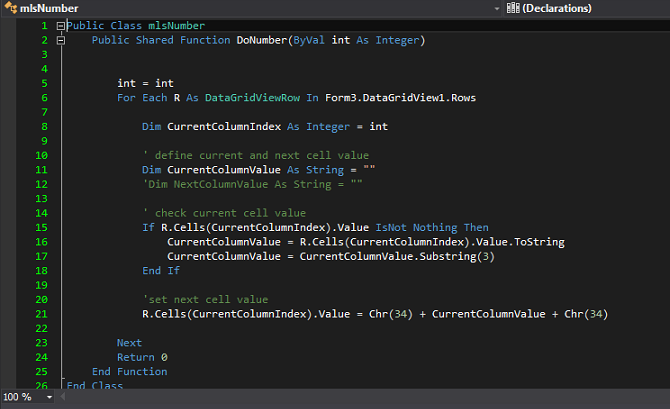 mlsNumber
(Declarations)
1 Public Class mlsNumber
2 Public Shared Function DoNumber(ByVal int As Integer)
3
4
5 int = int
6 For Each R As DataGridViewRow In Form3.DataGridView1.Rows
7
8 Dim CurrentColumnIndex As Integer = int
9
10 ' define current and next cell value
11 Dim CurrentColumnValue As String = ""
12 'Dim NextColumnValue As String = ""
13
14 ' check current cell value
15 If R.Cells(CurrentColumnIndex).Value IsNot Nothing Then
16 CurrentColumnValue = R.Cells(CurrentColumnIndex).Value.ToString
17 CurrentColumnValue = CurrentColumnValue.Substring(3)
18 End If
19
20 'set next cell value
21 R.Cells(CurrentColumnIndex).Value = Chr(34) + CurrentColumnValue + Chr(34)
22
23 Next
24 Return 0
25 End Function
26 End Class
100 %